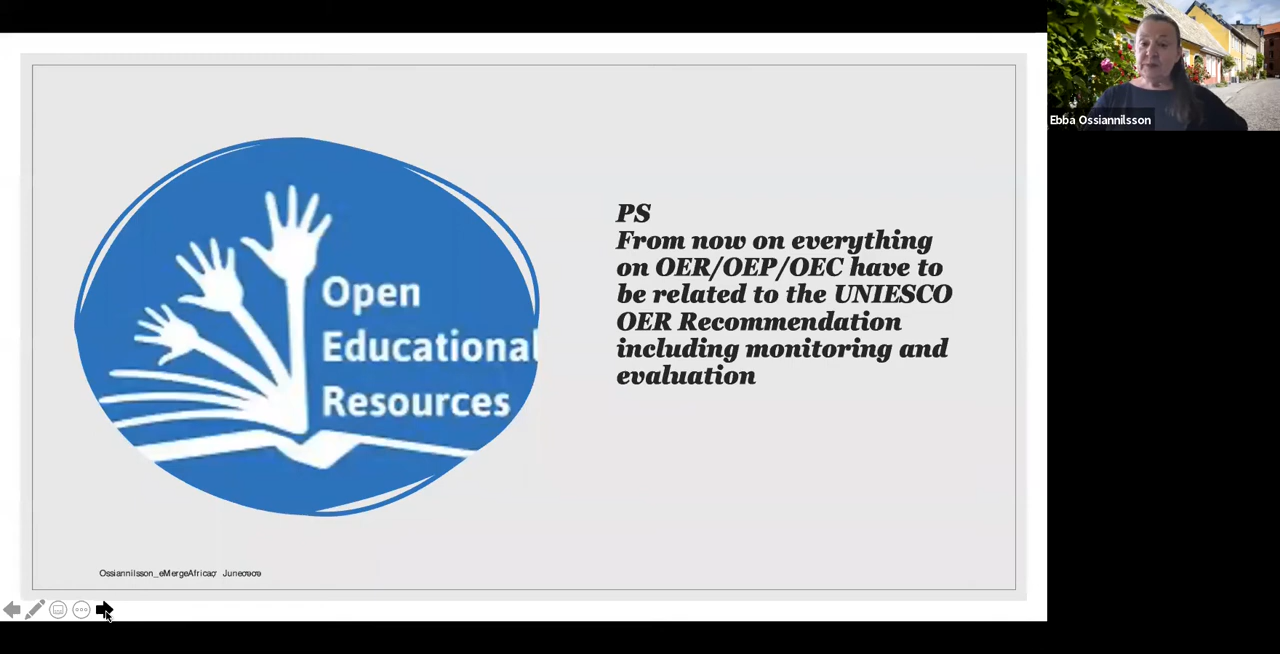 Ebba Ossiannilsson
Open
Educational
Resources
PS
From now on everything
on OER/OEP/OEC have to
be related to the UNIESCO
OER Recommendation
including monitoring and
evaluation
Ossiannilsson_eMergeAfrica